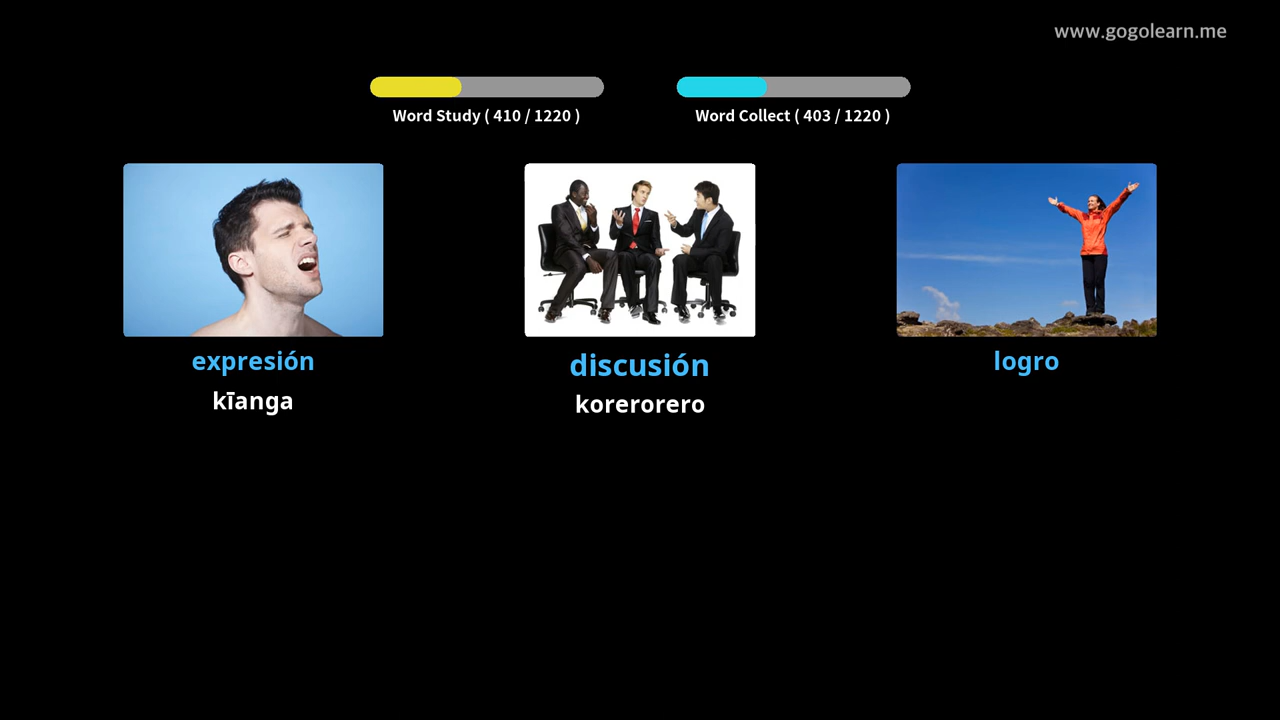 www.gogolearn.me
Word Study ( 410 / 1220 )
Word Collect ( 403 / 1220 )
expresión
discusión
logro
kīanga
korerorero